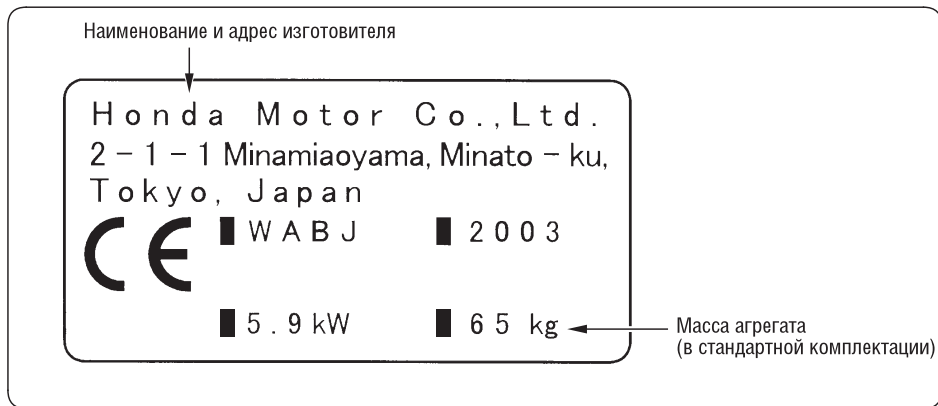 Наименование и адрес изготовителя
Honda Motor Co.,Ltd.
2-1-1 Minamiaoyama, Minato-ku,
Tokyo, Japan
CE WABJ 2003
5.9 kW 65 kg
Масса агрегата
(в стандартной комплектации)